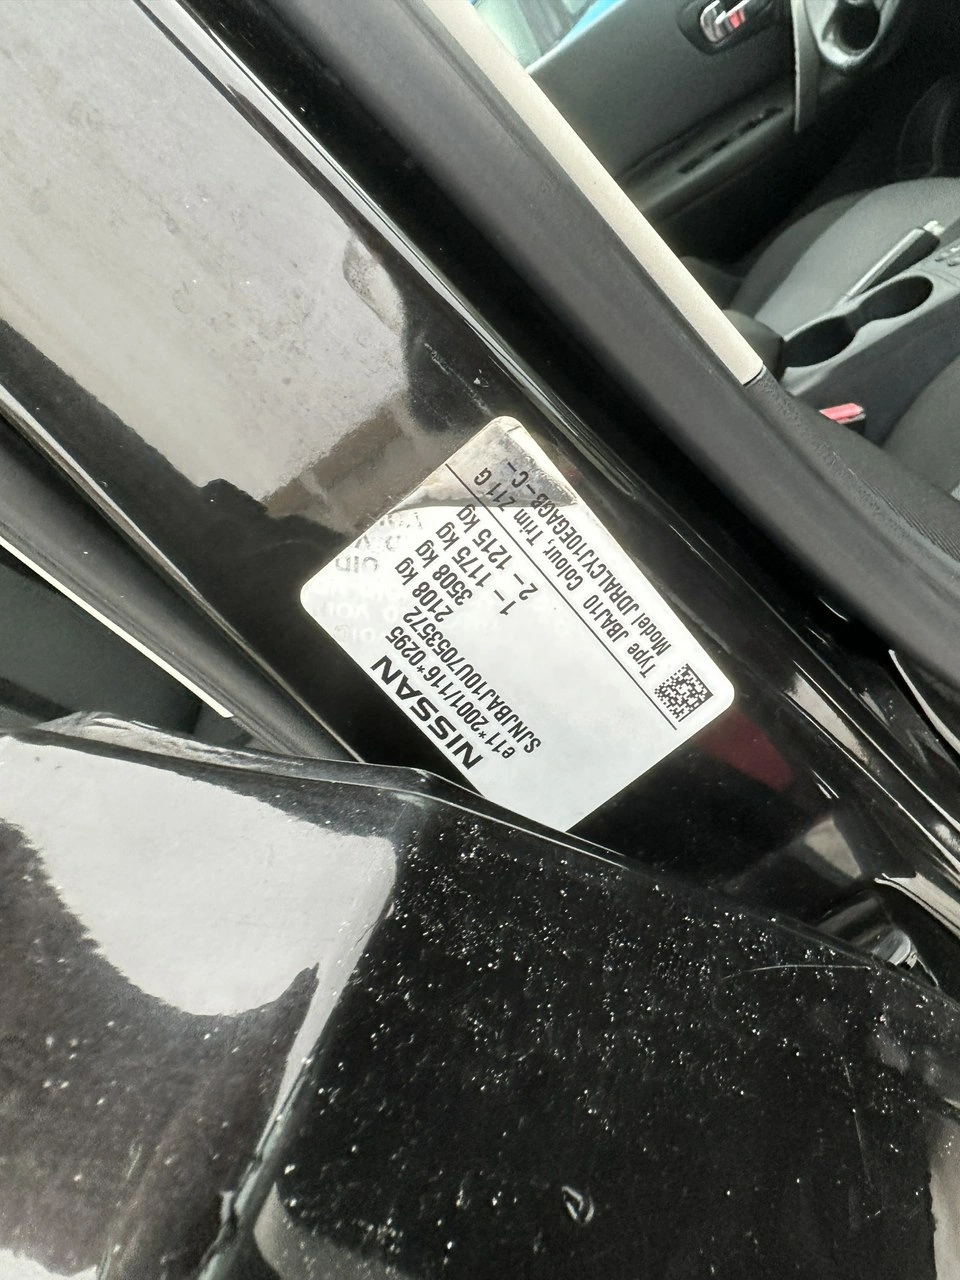 NISSAN
e11*2001/116*0295
SJNJBAJ10U7053572
2108 kg
3508 kg
1- 1175 kg
2- 1215 kg
Type JBAJ10 Colour, Trim Z11 G
Model JDRALCYJ10EGAGB-C-